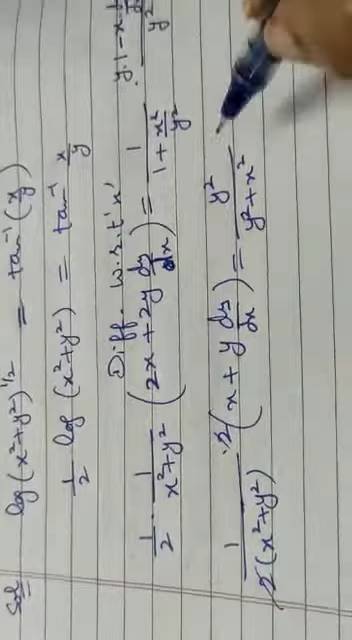 Sol log(x²+y²)^1/2 = tan⁻¹(x/y)
1/2 log(x²+y²) = tan⁻¹ x/y
Diff. w.r.t 'x'
1/2 · 1/(x²+y²) (2x + 2y dy/dx) = 1/(1 + x²/y²) · (y·1 - x
1/(2(x²+y²)) · 2(x + y dy/dx) = y²/(y²+x²)